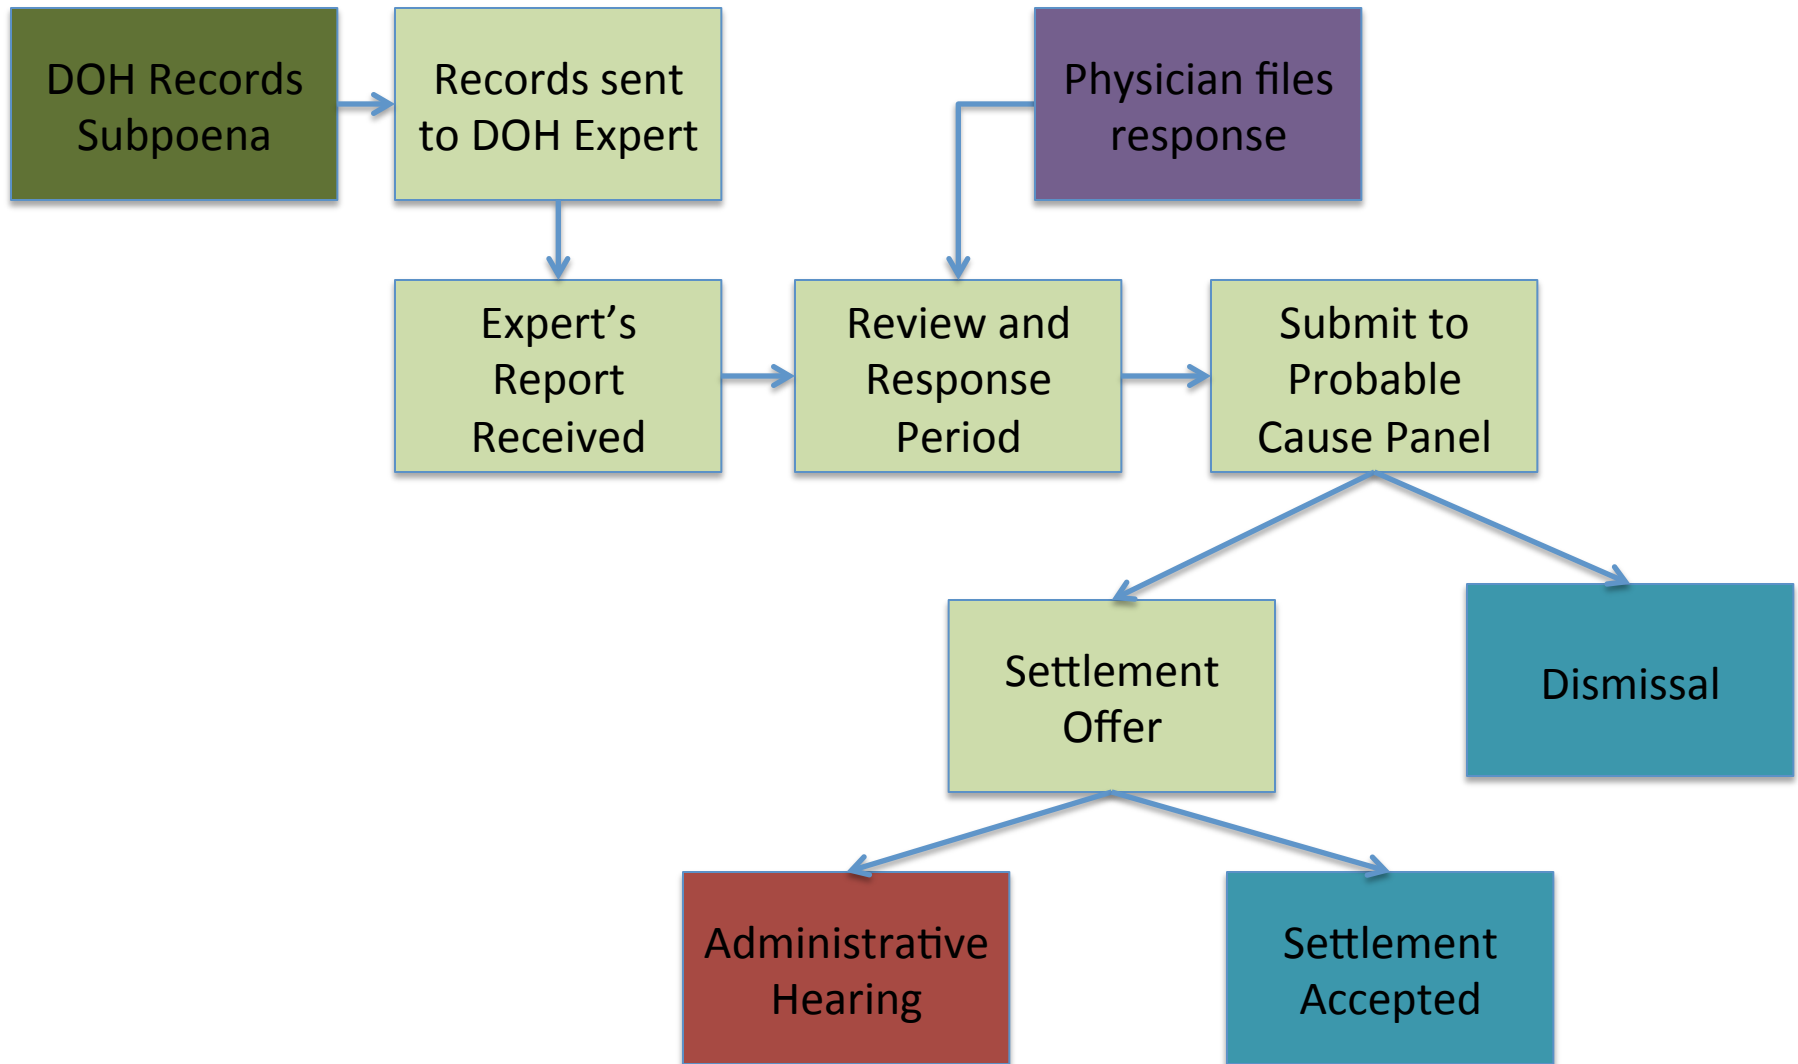 DOH Records
Subpoena
Records sent
to DOH Expert
Physician files
response
Expert’s
Report
Received
Review and
Response
Period
Submit to
Probable
Cause Panel
Settlement
Offer
Dismissal
Administrative
Hearing
Settlement
Accepted